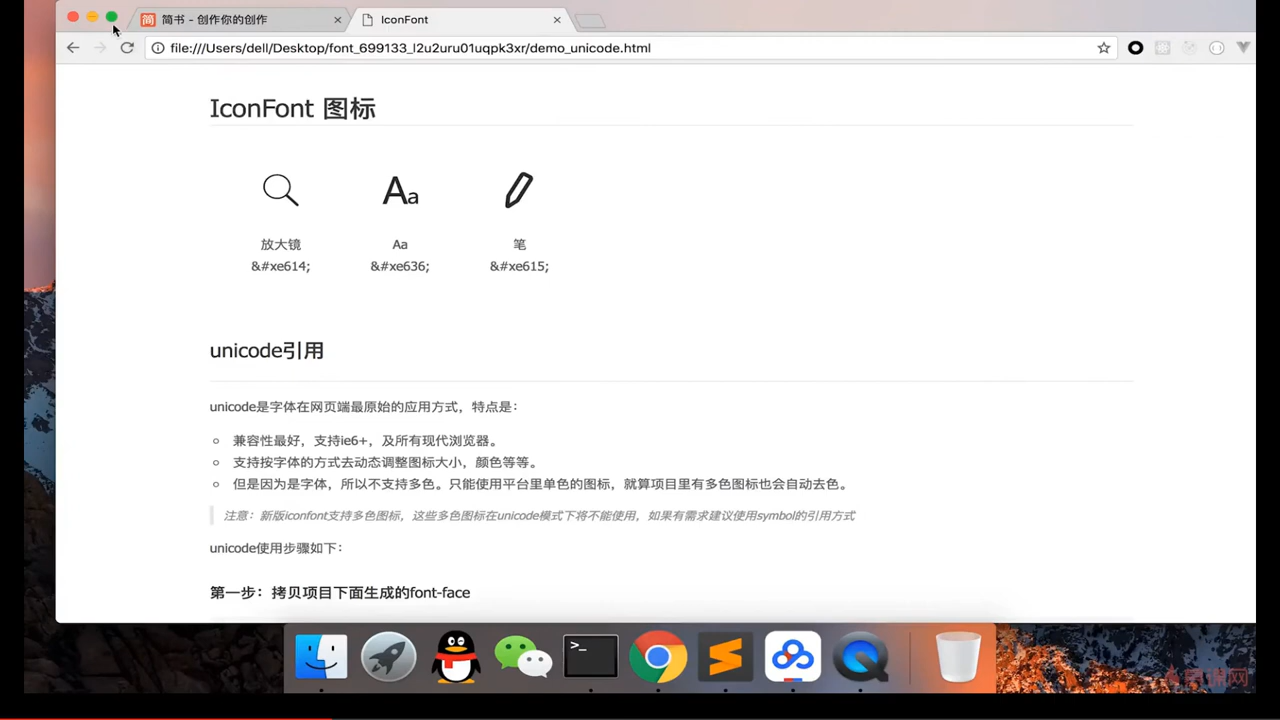 简 简书 - 创作你的创作
IconFont
file:///Users/dell/Desktop/font_699133_l2u2uru01uqpk3xr/demo_unicode.html
IconFont 图标
Aa
放大镜
Aa
笔
&#xe614;
&#xe636;
&#xe615;
unicode引用
unicode是字体在网页端最原始的应用方式，特点是：
兼容性最好，支持ie6+，及所有现代浏览器。
支持按字体的方式去动态调整图标大小，颜色等等。
但是因为是字体，所以不支持多色。只能使用平台里单色的图标，就算项目里有多色图标也会自动去色。
注意：新版iconfont支持多色图标，这些多色图标在unicode模式下将不能使用，如果有需求建议使用symbol的引用方式
unicode使用步骤如下：
第一步：拷贝项目下面生成的font-face
>_
慕课网